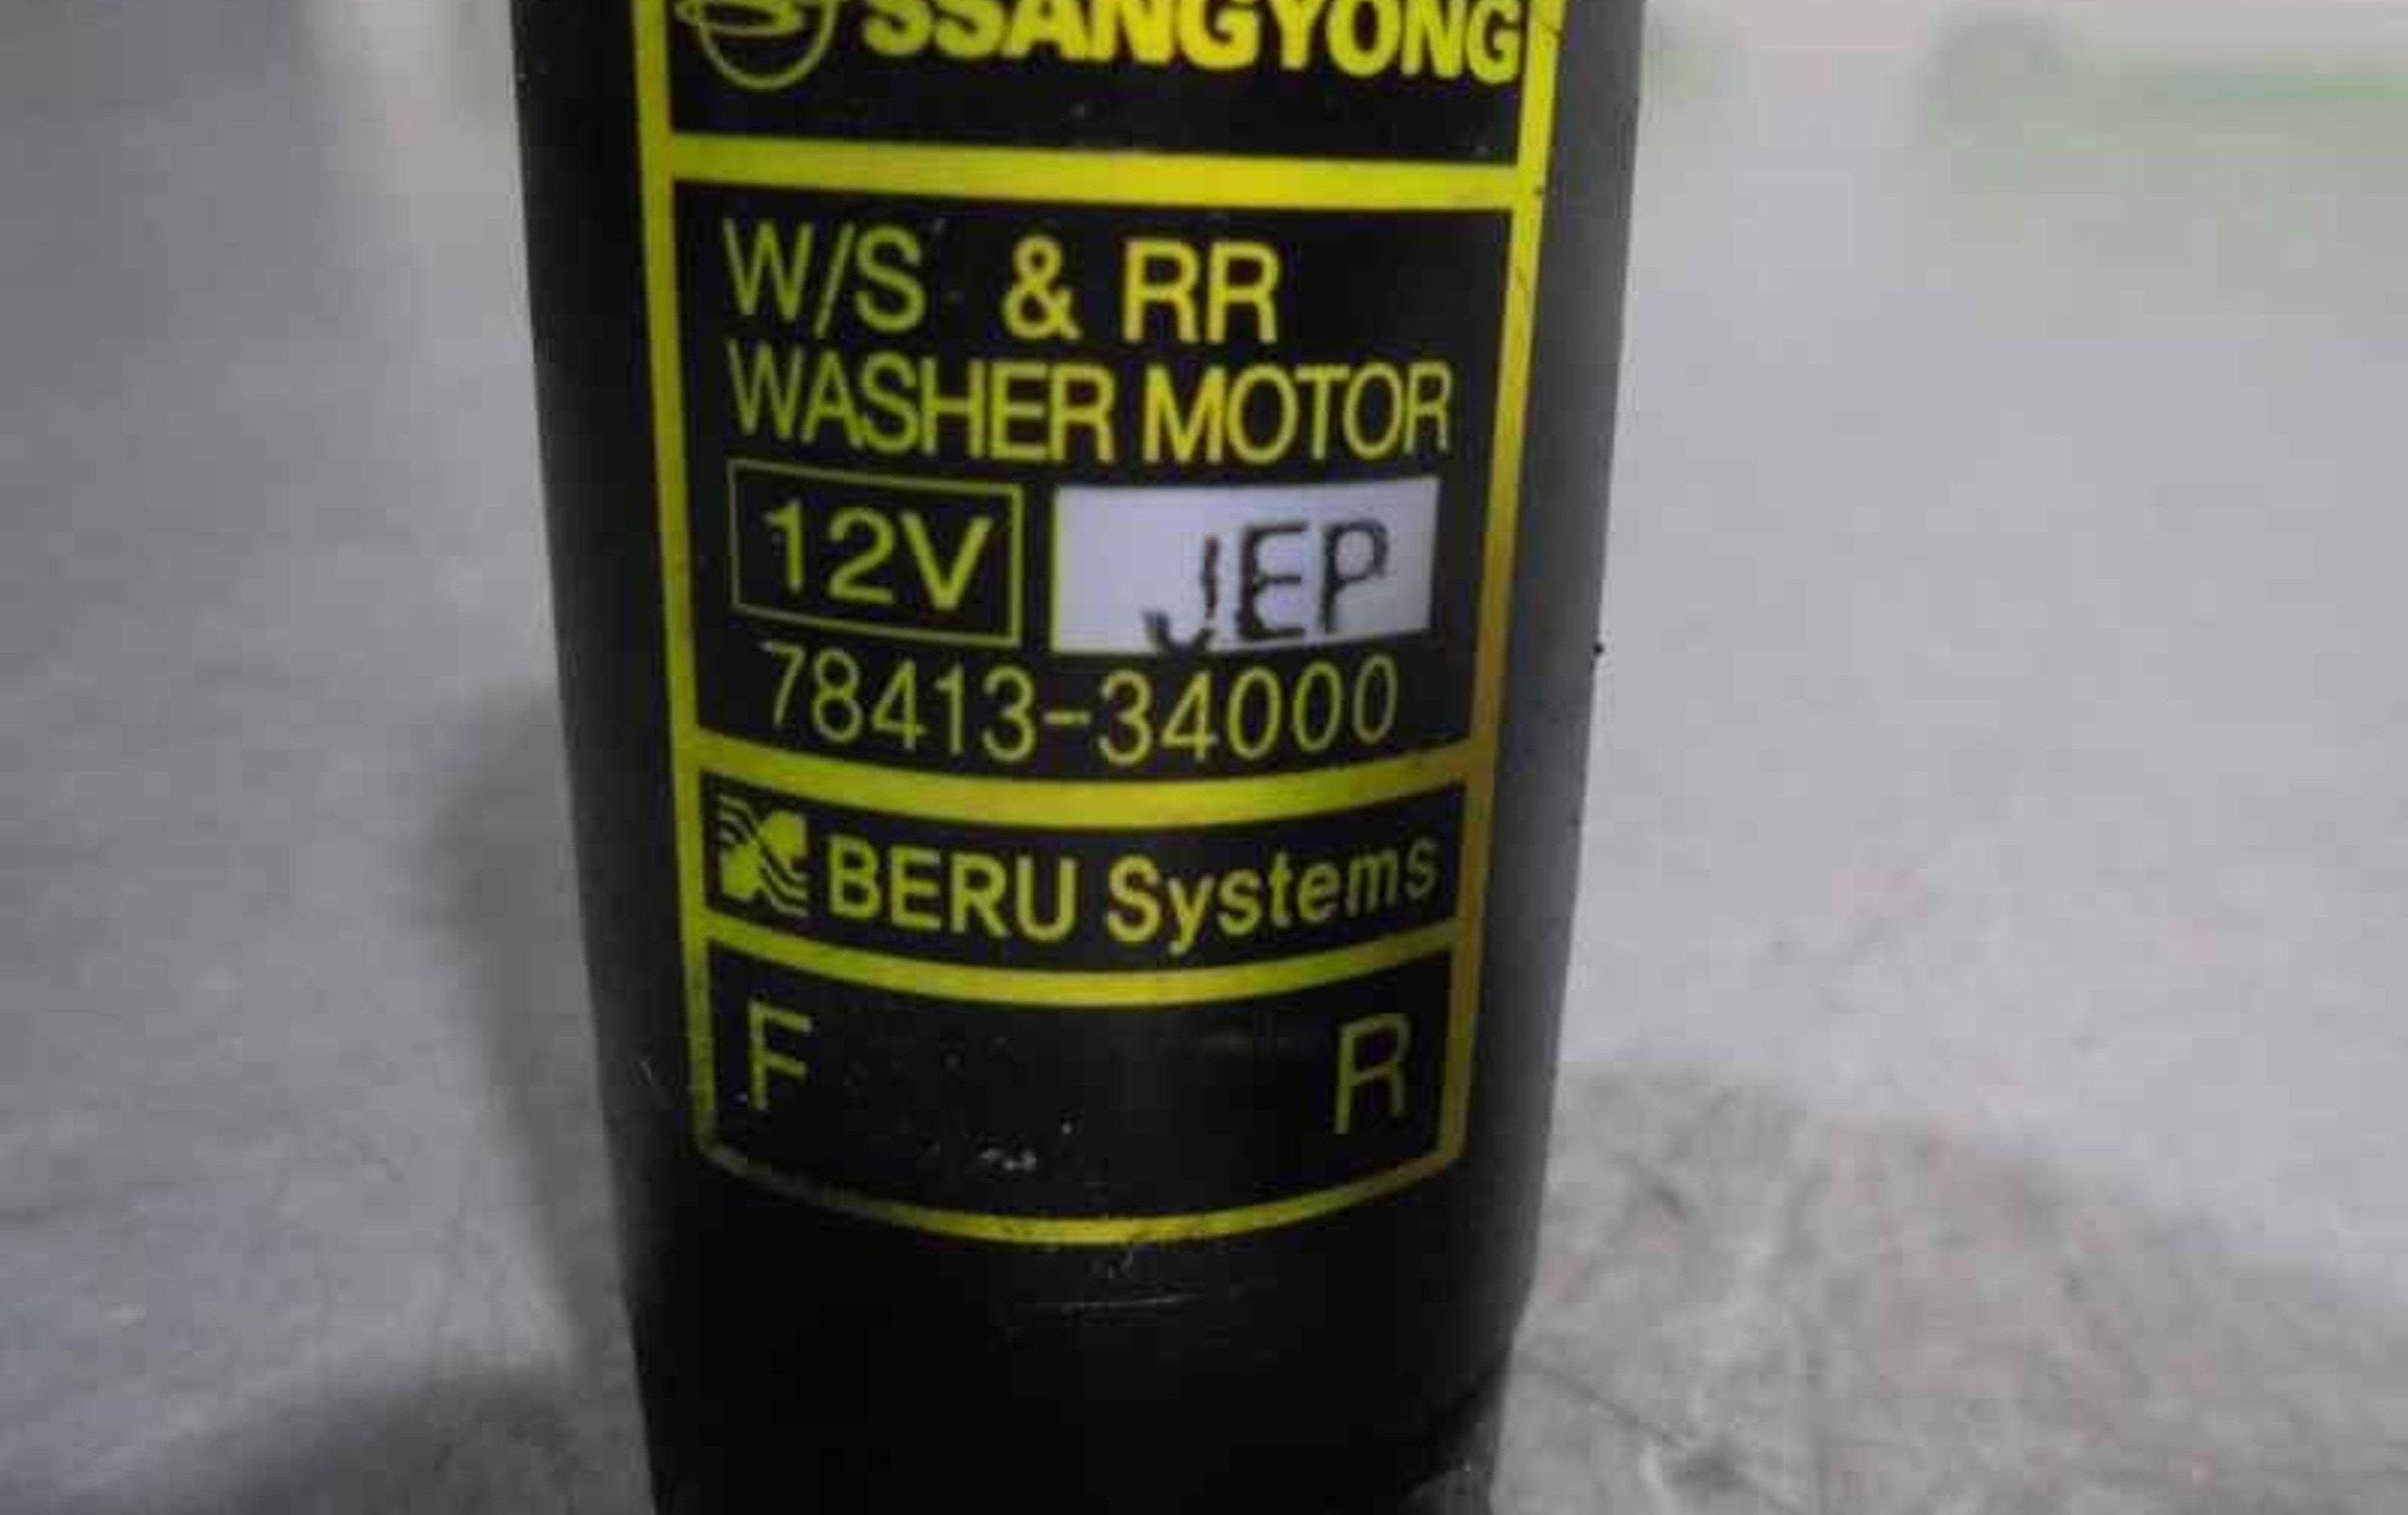 SSANGYONG
W/S & RR
WASHER MOTOR
12V JEP
78413-34000
BERU Systems
F R